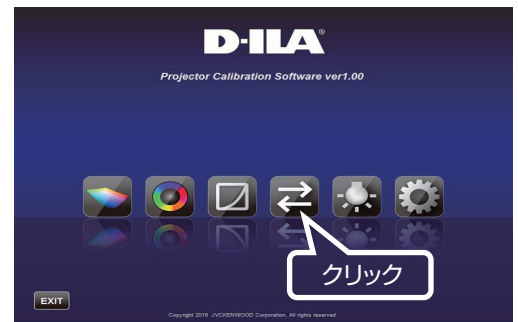 D-ILA®
Projector Calibration Software ver1.00
クリック
EXIT
Copyright 2015 JVCKENWOOD Corporation, All rights reserved